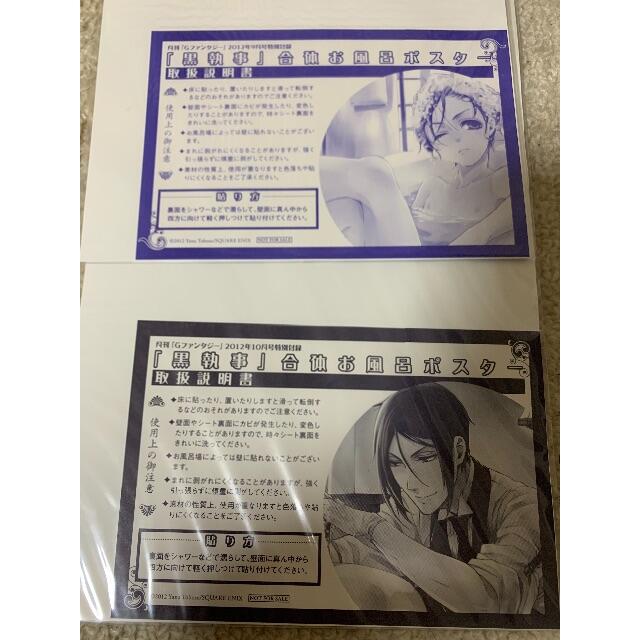 月刊「Gファンタジー」2012年9月号特別付録
「黒執事」合体お風呂ポスター
取扱説明書
使用上の御注意
◆床に貼ったり、置いたりしますと滑って転倒す
るなどのおそれがありますのでご注意ください。
◆壁面やシート裏面にカビが発生したり、変色し
たりすることがありますので、時々シート裏面を
きれいに洗ってください。
◆お風呂場によっては壁に貼れないことがござい
ます。
◆まれに剥がれにくくなることがありますが、強く
引っ張らずに慎重に剥がしてください。
◆素材の性質上、使用が重なりますと色落ちや貼
りにくくなることをご了承ください。
貼り方
裏面をシャワーなどで濡らして、壁面に真ん中から
四方に向けて軽く押しつけて貼り付けてください。
©2012 Yana Toboso/SQUARE ENIX NOT FOR SALE
月刊「Gファンタジー」2012年10月号特別付録
「黒執事」合体お風呂ポスター
取扱説明書
使用上の御注意
◆床に貼ったり、置いたりしますと滑って転倒す
るなどのおそれがありますのでご注意ください。
◆壁面やシート裏面にカビが発生したり、変色し
たりすることがありますので、時々シート裏面を
きれいに洗ってください。
◆お風呂場によっては壁に貼れないことがござい
ます。
◆まれに剥がれにくくなることがありますが、強く
引っ張らずに慎重に剥がしてください。
◆素材の性質上、使用が重なりますと色落ちや貼
りにくくなることをご了承ください。
貼り方
裏面をシャワーなどで濡らして、壁面に真ん中から
四方に向けて軽く押しつけて貼り付けてください。
©2012 Yana Toboso/SQUARE ENIX NOT FOR SALE